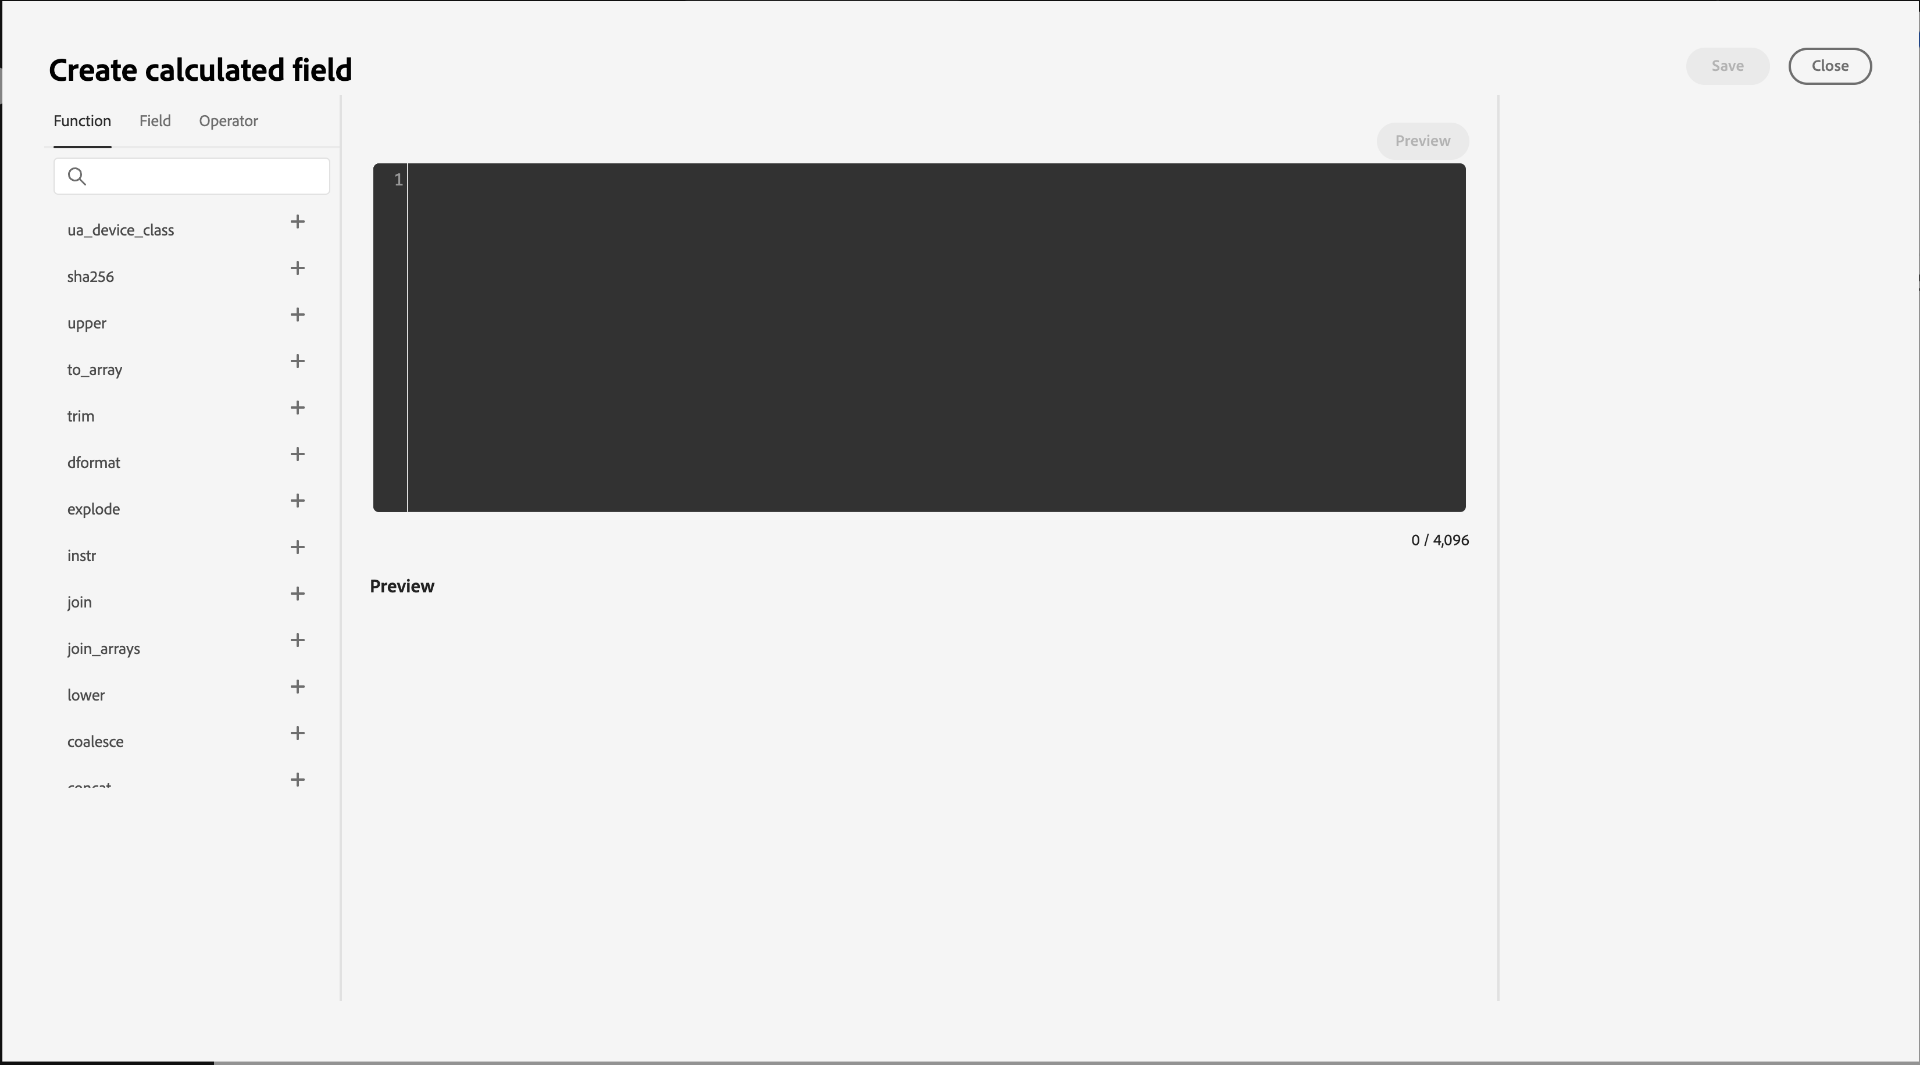 Create calculated field
Save
Close
Function
Field
Operator
Preview
1
ua_device_class
sha256
upper
to_array
trim
dformat
explode
instr
join
join_arrays
lower
coalesce
concat
0 / 4,096
Preview